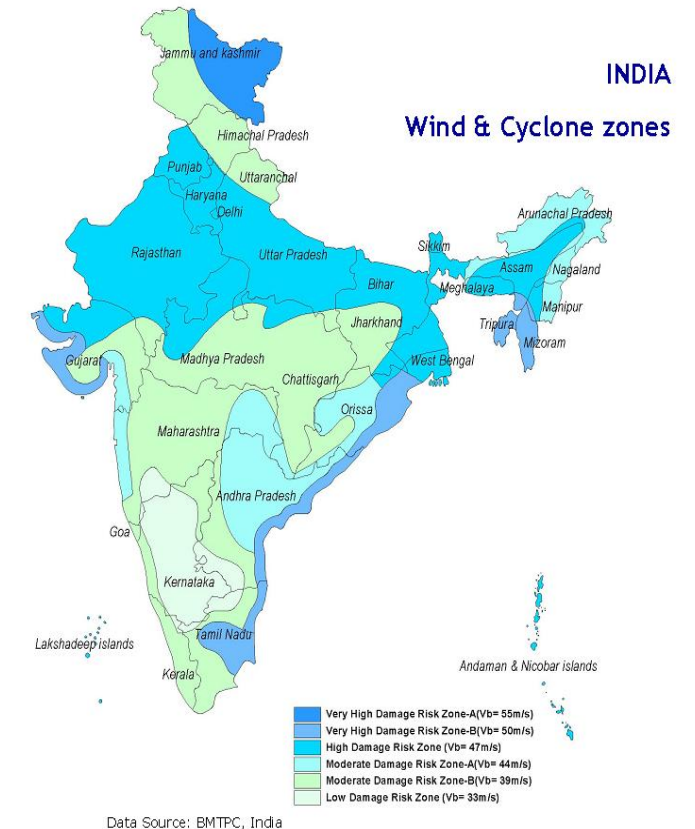 INDIA
Wind & Cyclone zones
Jammu and kashmir
Himachal Pradesh
Punjab
Uttaranchal
Haryana
Delhi
Rajasthan
Uttar Pradesh
Sikkim
Arunachal Pradesh
Assam
Nagaland
Bihar
Meghalaya
Manipur
Jharkhand
Tripura
Mizoram
Gujarat
Madhya Pradesh
West Bengal
Chattisgarh
Orissa
Maharashtra
Andhra Pradesh
Goa
Kernataka
Tamil Nadu
Lakshadeep islands
Kerala
Andaman & Nicobar islands
Very High Damage Risk Zone-A(Vb= 55m/s)
Very High Damage Risk Zone-B(Vb= 50m/s)
High Damage Risk Zone (Vb= 47m/s)
Moderate Damage Risk Zone-A(Vb= 44m/s)
Moderate Damage Risk Zone-B(Vb= 39m/s)
Low Damage Risk Zone (Vb= 33m/s)
Data Source: BMTPC, India